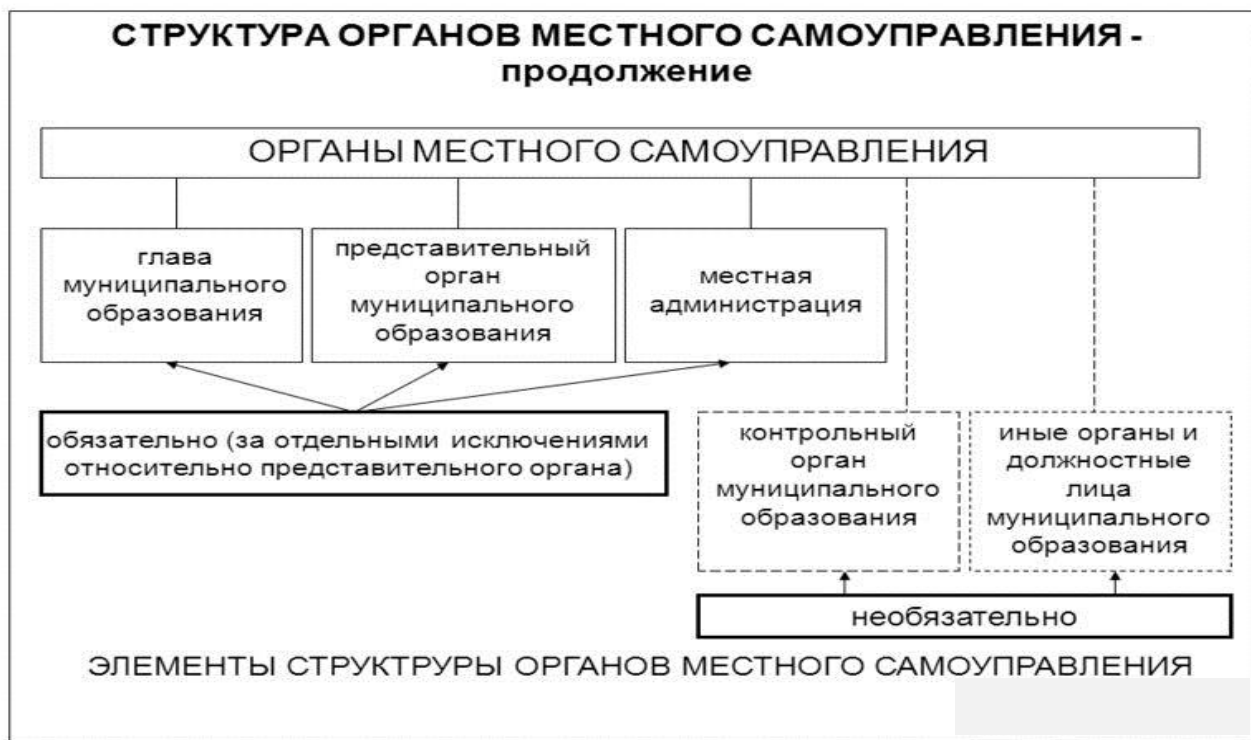 СТРУКТУРА ОРГАНОВ МЕСТНОГО САМОУПРАВЛЕНИЯ -
продолжение
ОРГАНЫ МЕСТНОГО САМОУПРАВЛЕНИЯ
глава
муниципального
образования
представительный
орган
муниципального
образования
местная
администрация
обязательно (за отдельными исключениями
относительно представительного органа)
контрольный
орган
муниципального
образования
иные органы и
должностные
лица
муниципального
образования
необязательно
ЭЛЕМЕНТЫ СТРУКТРУРЫ ОРГАНОВ МЕСТНОГО САМОУПРАВЛЕНИЯ